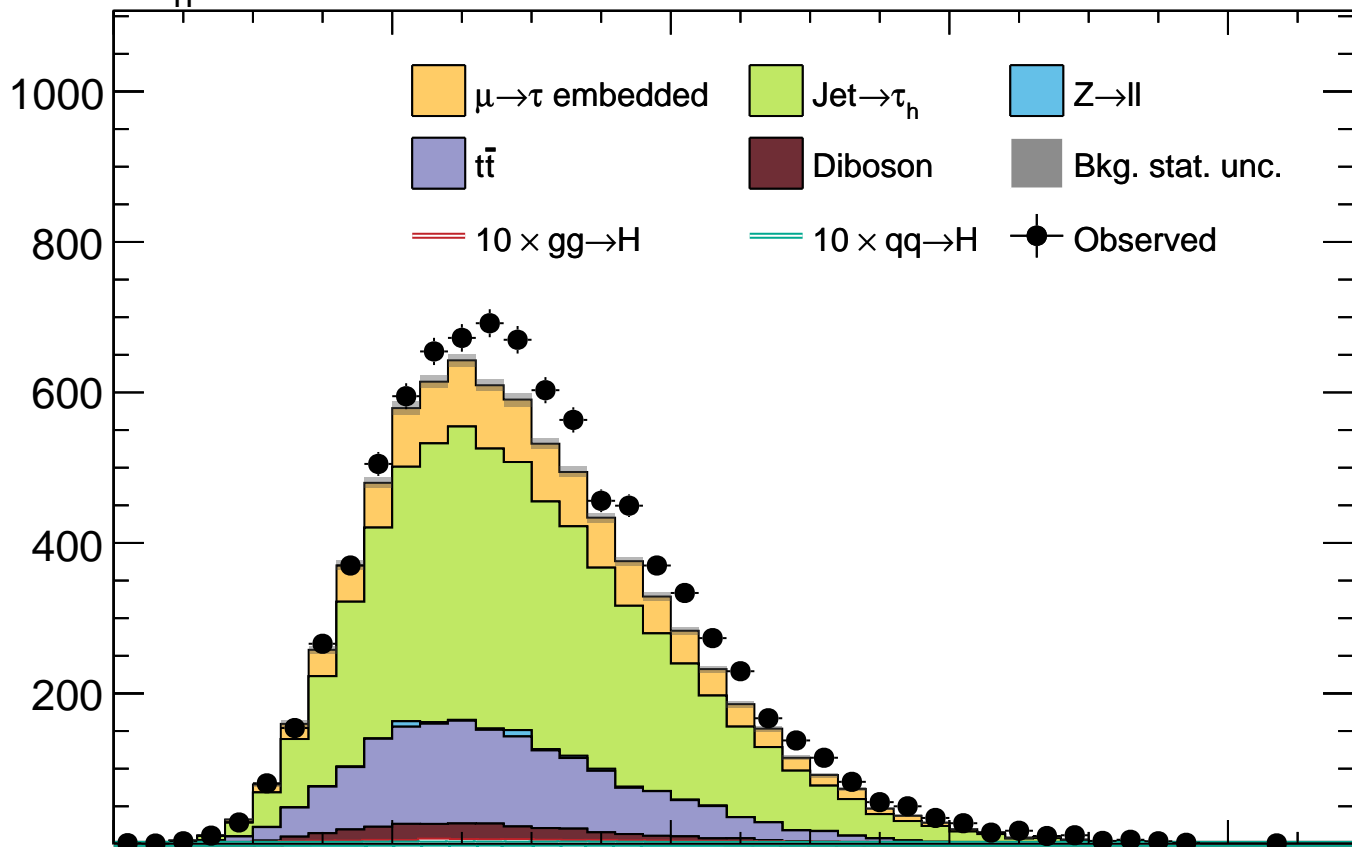 1000
μ→τ embedded Jet→τh Z→ll
tt̄ Diboson Bkg. stat. unc.
10 × gg→H 10 × qq→H Observed
800
600
400
200